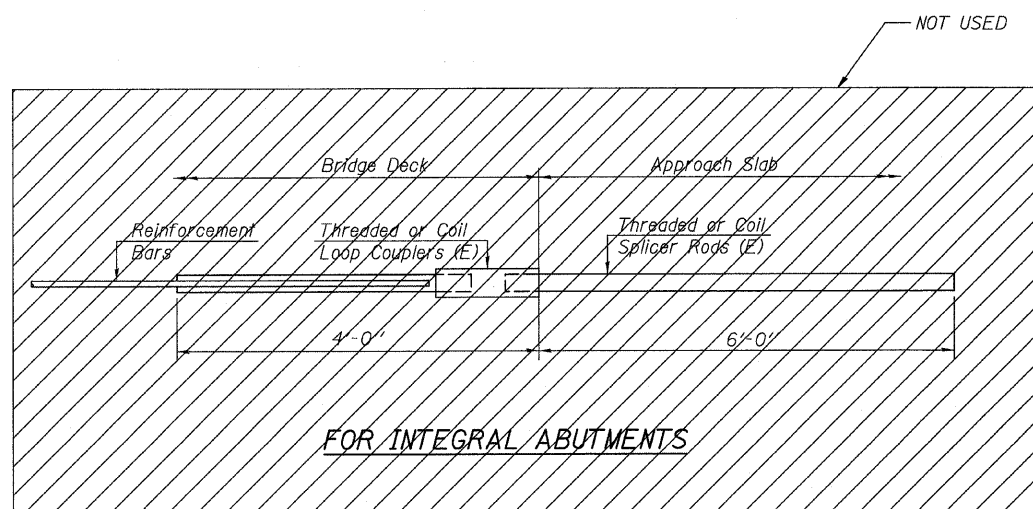 NOT USED
Bridge Deck
Approach Slab
Reinforcement
Bars
Threaded or Coil
Loop Couplers (E)
Threaded or Coil
Splicer Rods (E)
4'-0"
6'-0"
FOR INTEGRAL ABUTMENTS